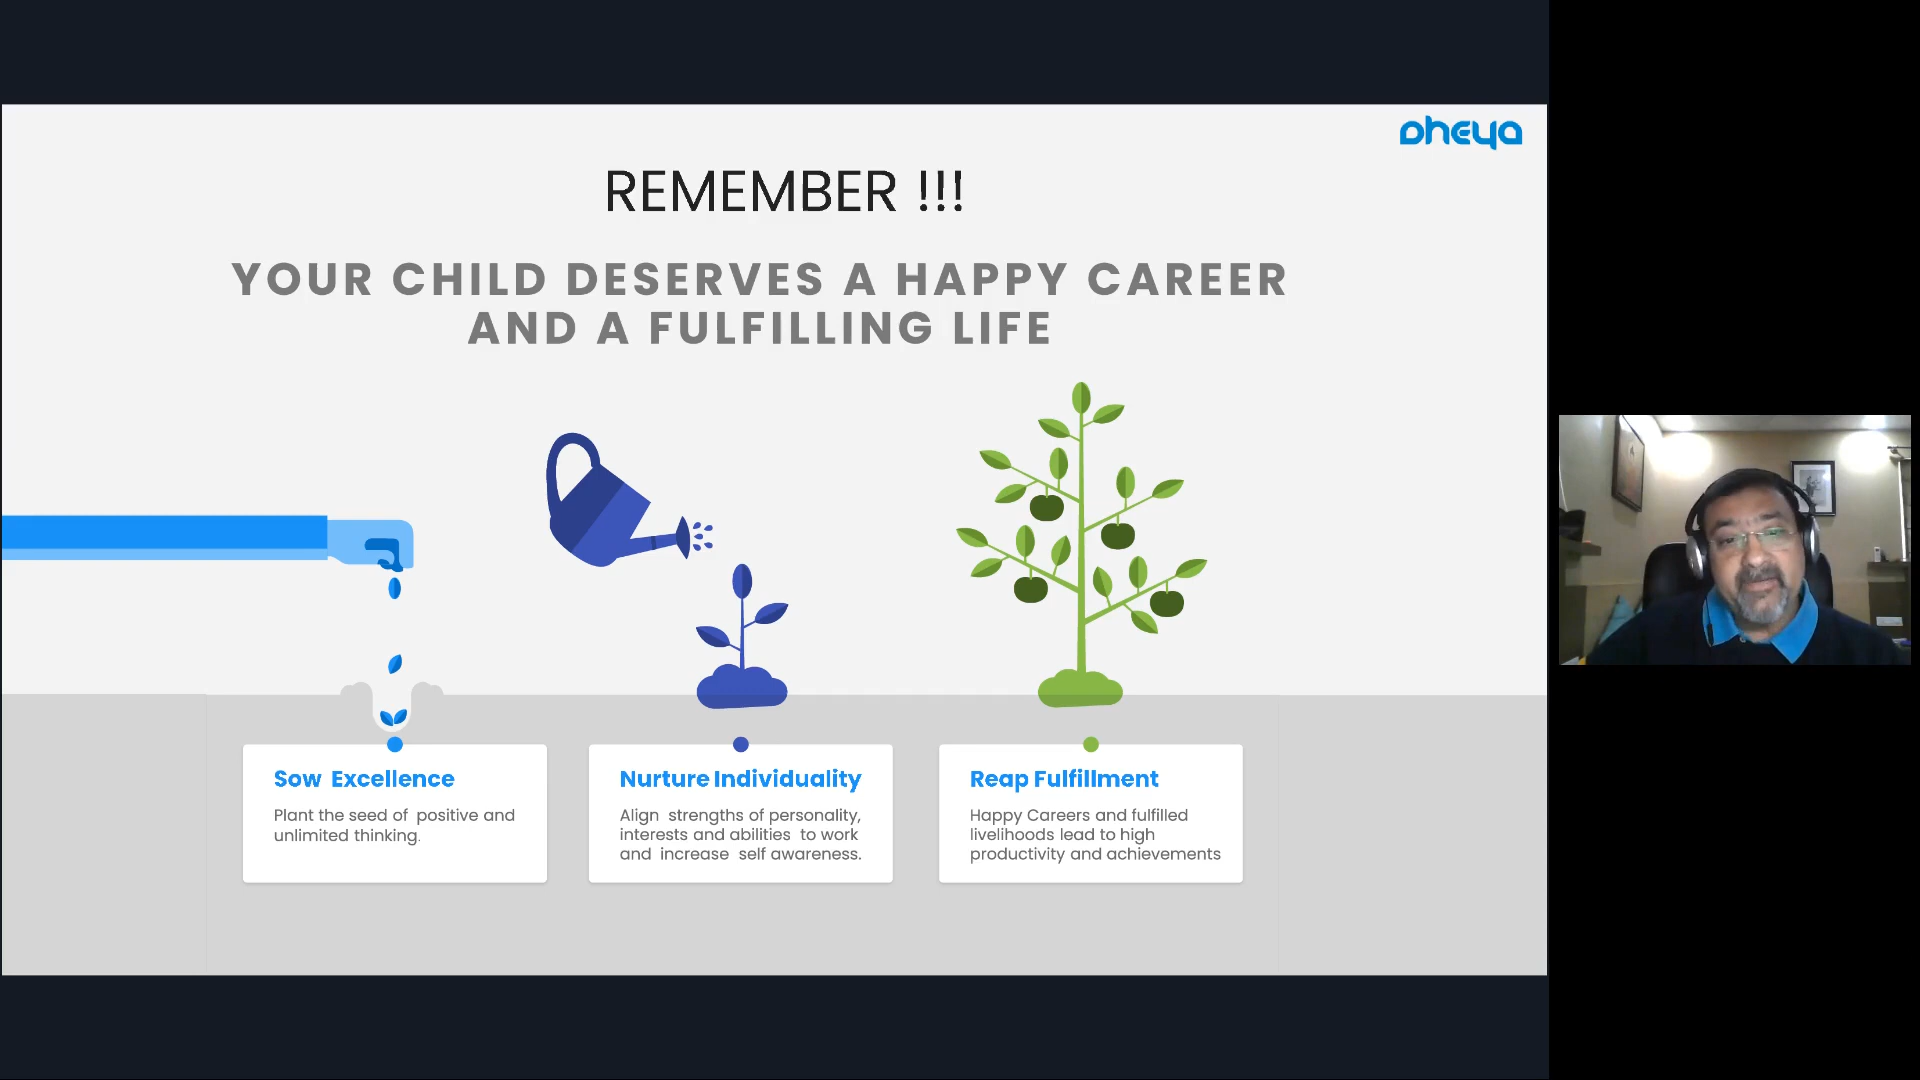 Dheya
REMEMBER !!!
YOUR CHILD DESERVES A HAPPY CAREER
AND A FULFILLING LIFE
Sow Excellence
Plant the seed of positive and
unlimited thinking.
Nurture Individuality
Align strengths of personality,
interests and abilities to work
and increase self awareness.
Reap Fulfillment
Happy Careers and fulfilled
livelihoods lead to high
productivity and achievements